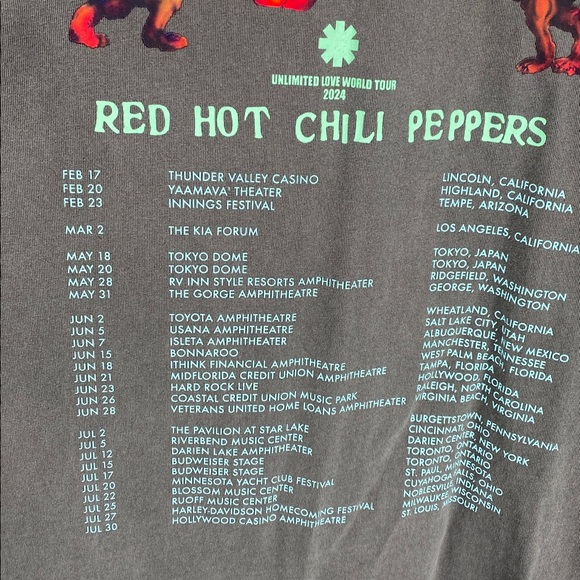 UNLIMITED LOVE WORLD TOUR
2024
RED HOT CHILI PEPPERS
FEB 17 THUNDER VALLEY CASINO LINCOLN, CALIFORNIA
FEB 20 YAAMAVA' THEATER HIGHLAND, CALIFORNIA
FEB 23 INNINGS FESTIVAL TEMPE, ARIZONA
MAR 2 THE KIA FORUM LOS ANGELES, CALIFORNIA
MAY 18 TOKYO DOME TOKYO, JAPAN
MAY 20 TOKYO DOME TOKYO, JAPAN
MAY 28 RV INN STYLE RESORTS AMPHITHEATRE RIDGEFIELD, WASHINGTON
MAY 31 THE GORGE AMPHITHEATRE GEORGE, WASHINGTON
JUN 2 TOYOTA AMPHITHEATRE WHEATLAND, CALIFORNIA
JUN 5 USANA AMPHITHEATRE SALT LAKE CITY, UTAH
JUN 7 ISLETA AMPHITHEATRE ALBUQUERQUE, NEW MEXICO
JUN 15 BONNAROO MANCHESTER, TENNESSEE
JUN 18 ITHINK FINANCIAL AMPHITHEATRE WEST PALM BEACH, FLORIDA
JUN 21 MIDFLORIDA CREDIT UNION AMPHITHEATRE TAMPA, FLORIDA
JUN 23 HARD ROCK LIVE HOLLYWOOD, FLORIDA
JUN 26 COASTAL CREDIT UNION MUSIC PARK RALEIGH, NORTH CAROLINA
JUN 28 VETERANS UNITED HOME LOANS AMPHITHEATER VIRGINIA BEACH, VIRGINIA
JUL 2 THE PAVILION AT STAR LAKE BURGETTSTOWN, PENNSYLVANIA
JUL 5 RIVERBEND MUSIC CENTER CINCINNATI, OHIO
JUL 12 DARIEN LAKE AMPHITHEATER DARIEN CENTER, NEW YORK
JUL 15 BUDWEISER STAGE TORONTO, ONTARIO
JUL 17 BUDWEISER STAGE TORONTO, ONTARIO
JUL 20 MINNESOTA YACHT CLUB FESTIVAL ST. PAUL, MINNESOTA
JUL 22 BLOSSOM MUSIC CENTER CUYAHOGA FALLS, OHIO
JUL 25 RUOFF MUSIC CENTER NOBLESVILLE, INDIANA
JUL 27 HARLEY-DAVIDSON HOMECOMING FESTIVAL MILWAUKEE, WISCONSIN
JUL 30 HOLLYWOOD CASINO AMPHITHEATRE ST. LOUIS, MISSOURI